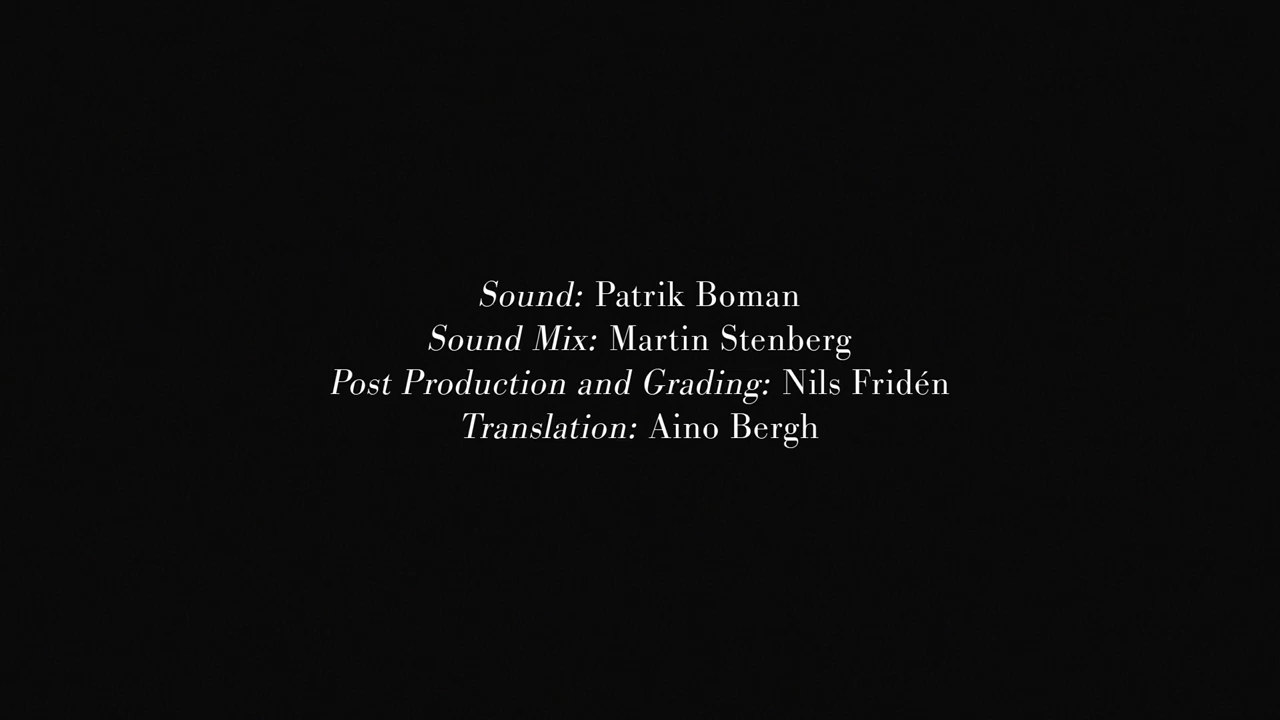 Sound: Patrik Boman
Sound Mix: Martin Stenberg
Post Production and Grading: Nils Fridén
Translation: Aino Bergh